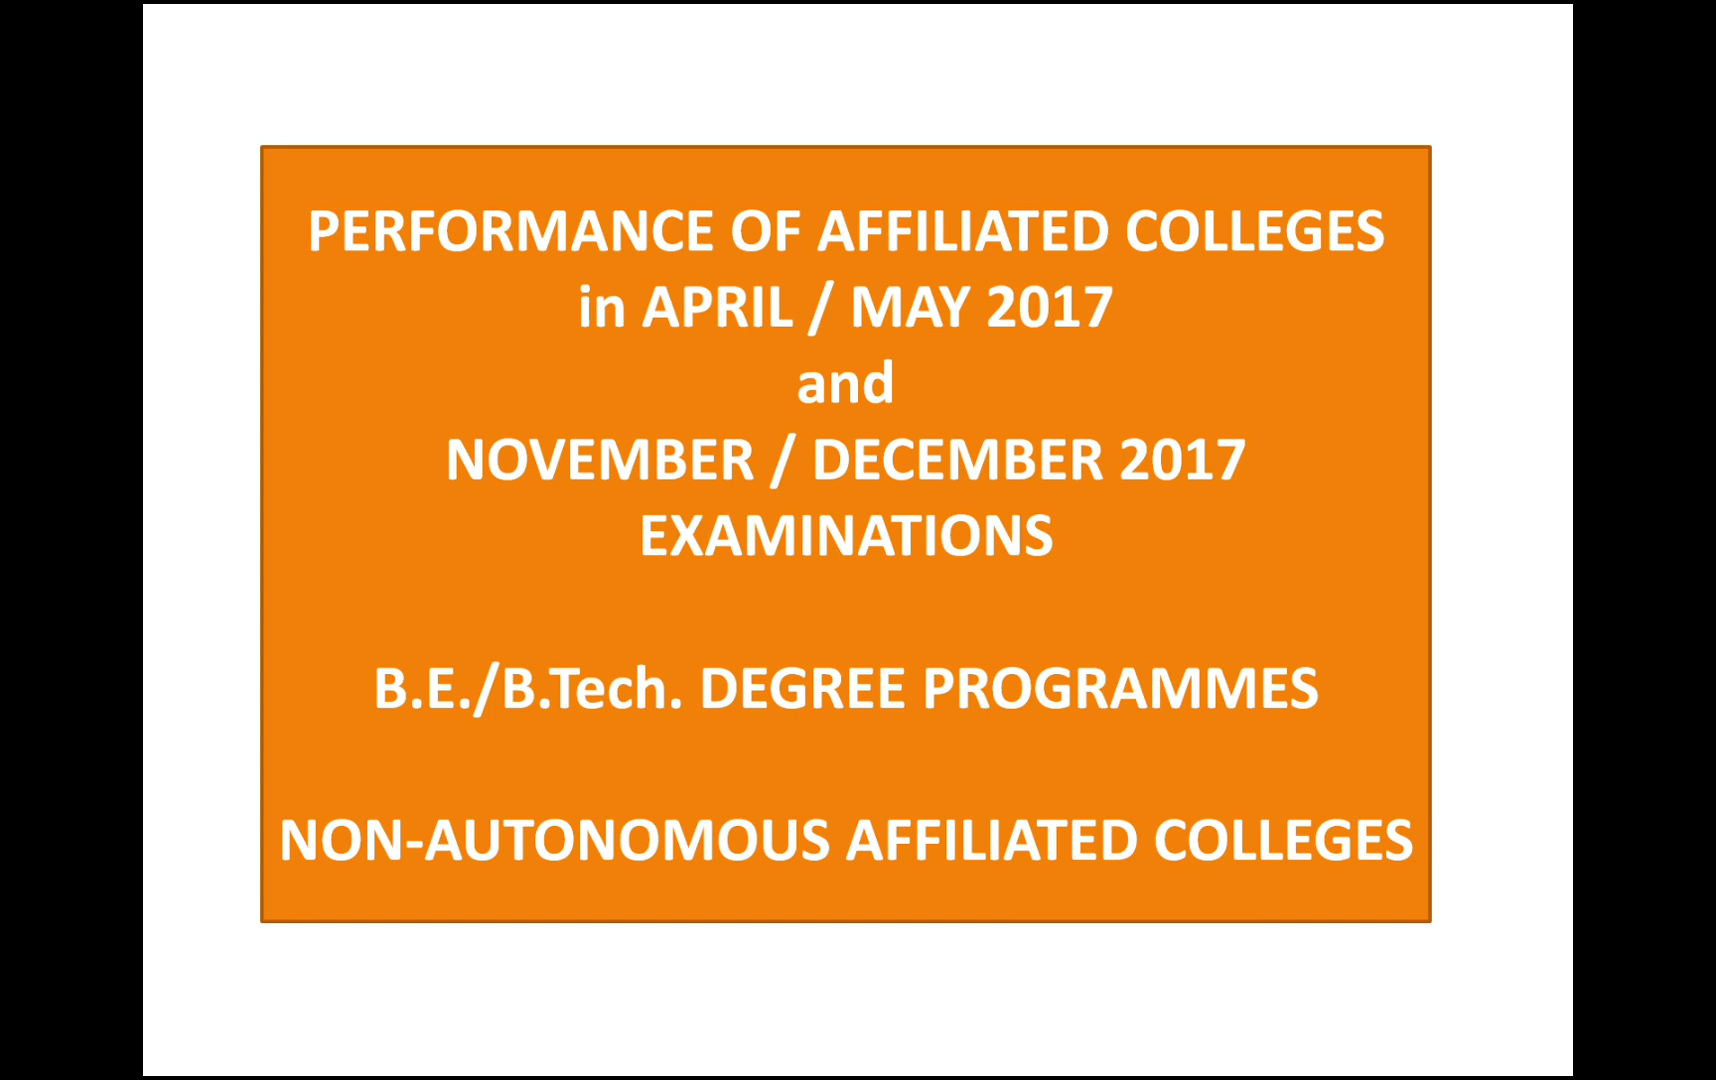 PERFORMANCE OF AFFILIATED COLLEGES
in APRIL / MAY 2017
and
NOVEMBER / DECEMBER 2017
EXAMINATIONS
B.E./B.Tech. DEGREE PROGRAMMES
NON-AUTONOMOUS AFFILIATED COLLEGES